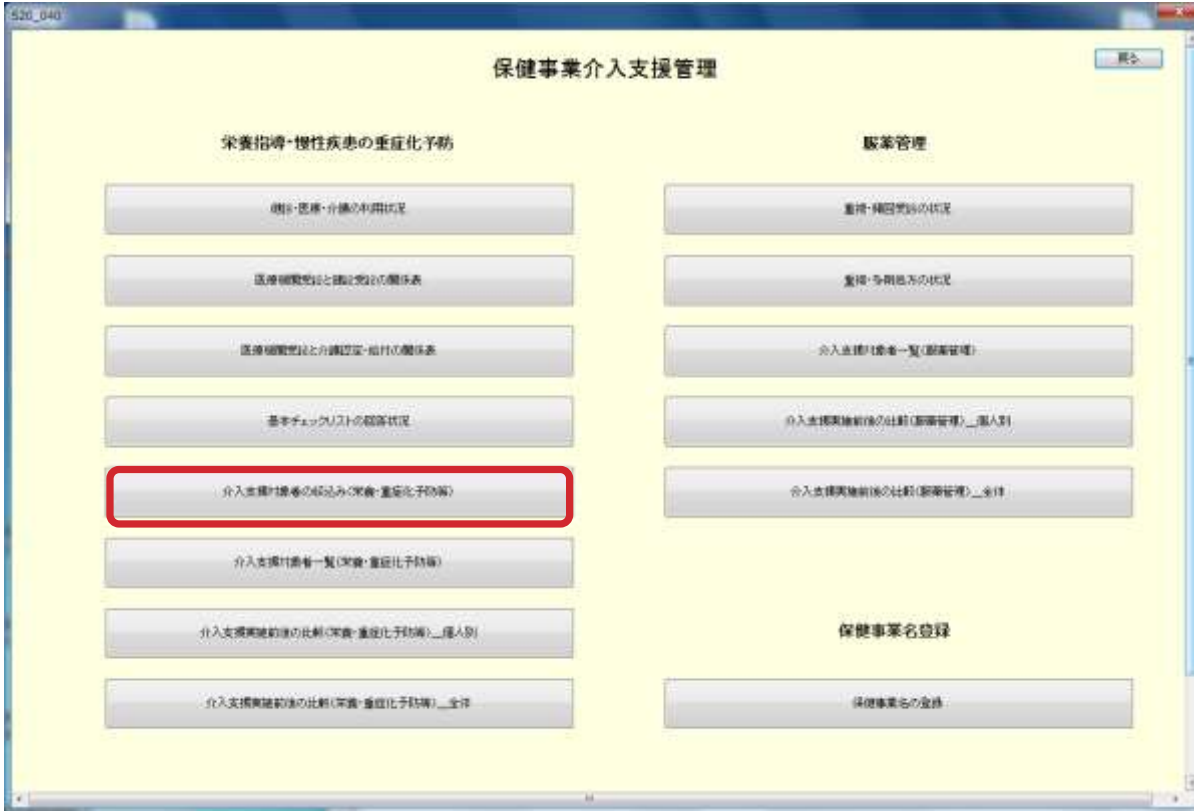 S20_040
保健事業介入支援管理
戻る
栄養指導・慢性疾患の重症化予防
健診・医療・介護の利用状況
医療機関受診と健診受診の関係表
医療機関受診と介護認定・給付の関係表
基本チェックリストの回答状況
介入支援対象者の絞込み(栄養・重症化予防等)
介入支援対象者一覧(栄養・重症化予防等)
介入支援実施前後の比較(栄養・重症化予防等)__個人別
介入支援実施前後の比較(栄養・重症化予防等)__全体
服薬管理
重複・頻回受診の状況
重複・多剤処方の状況
介入支援対象者一覧(服薬管理)
介入支援実施前後の比較(服薬管理)__個人別
介入支援実施前後の比較(服薬管理)__全体
保健事業名登録
保健事業名の登録